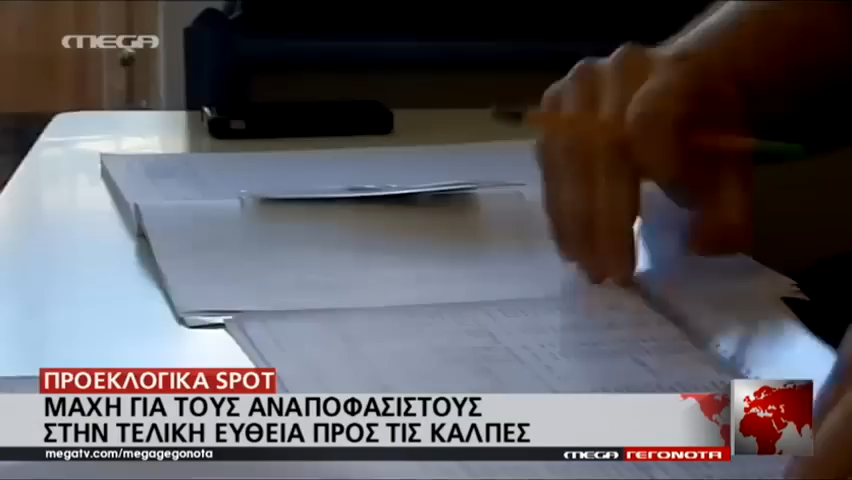 MEGA
ΠΡΟΕΚΛΟΓΙΚΑ SPOT
ΜΑΧΗ ΓΙΑ ΤΟΥΣ ΑΝΑΠΟΦΑΣΙΣΤΟΥΣ
ΣΤΗΝ ΤΕΛΙΚΗ ΕΥΘΕΙΑ ΠΡΟΣ ΤΙΣ ΚΑΛΠΕΣ
megatv.com/megagegonota
MEGA ΓΕΓΟΝΟΤΑ